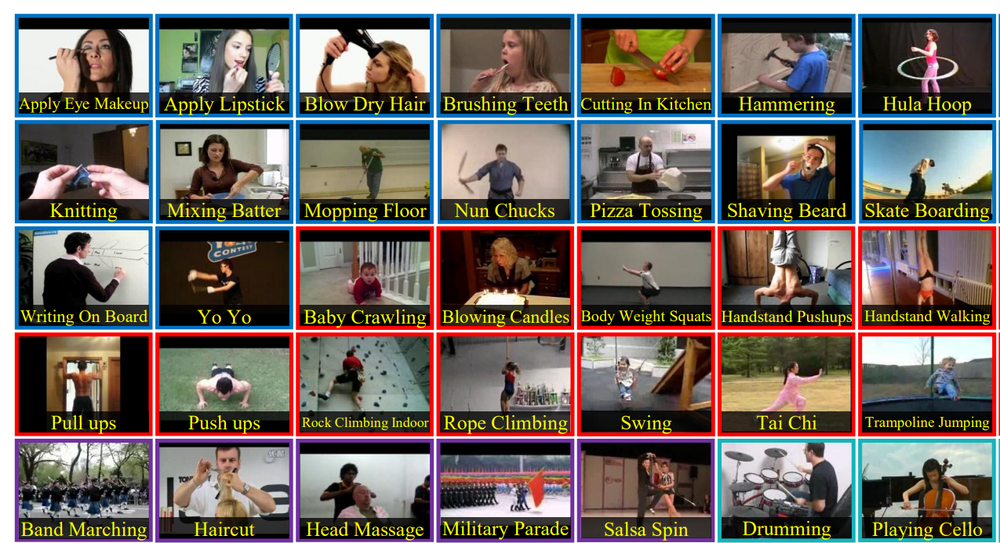 Apply Eye Makeup
Apply Lipstick
Blow Dry Hair
Brushing Teeth
Cutting In Kitchen
Hammering
Hula Hoop
Knitting
Mixing Batter
Mopping Floor
Nun Chucks
Pizza Tossing
Shaving Beard
Skate Boarding
CONTEST
Writing On Board
Yo Yo
Baby Crawling
Blowing Candles
Body Weight Squats
Handstand Pushups
Handstand Walking
Pull ups
Push ups
Rock Climbing Indoor
Rope Climbing
Swing
Tai Chi
Trampoline Jumping
Band Marching
Haircut
Head Massage
Military Parade
Salsa Spin
Drumming
Playing Cello